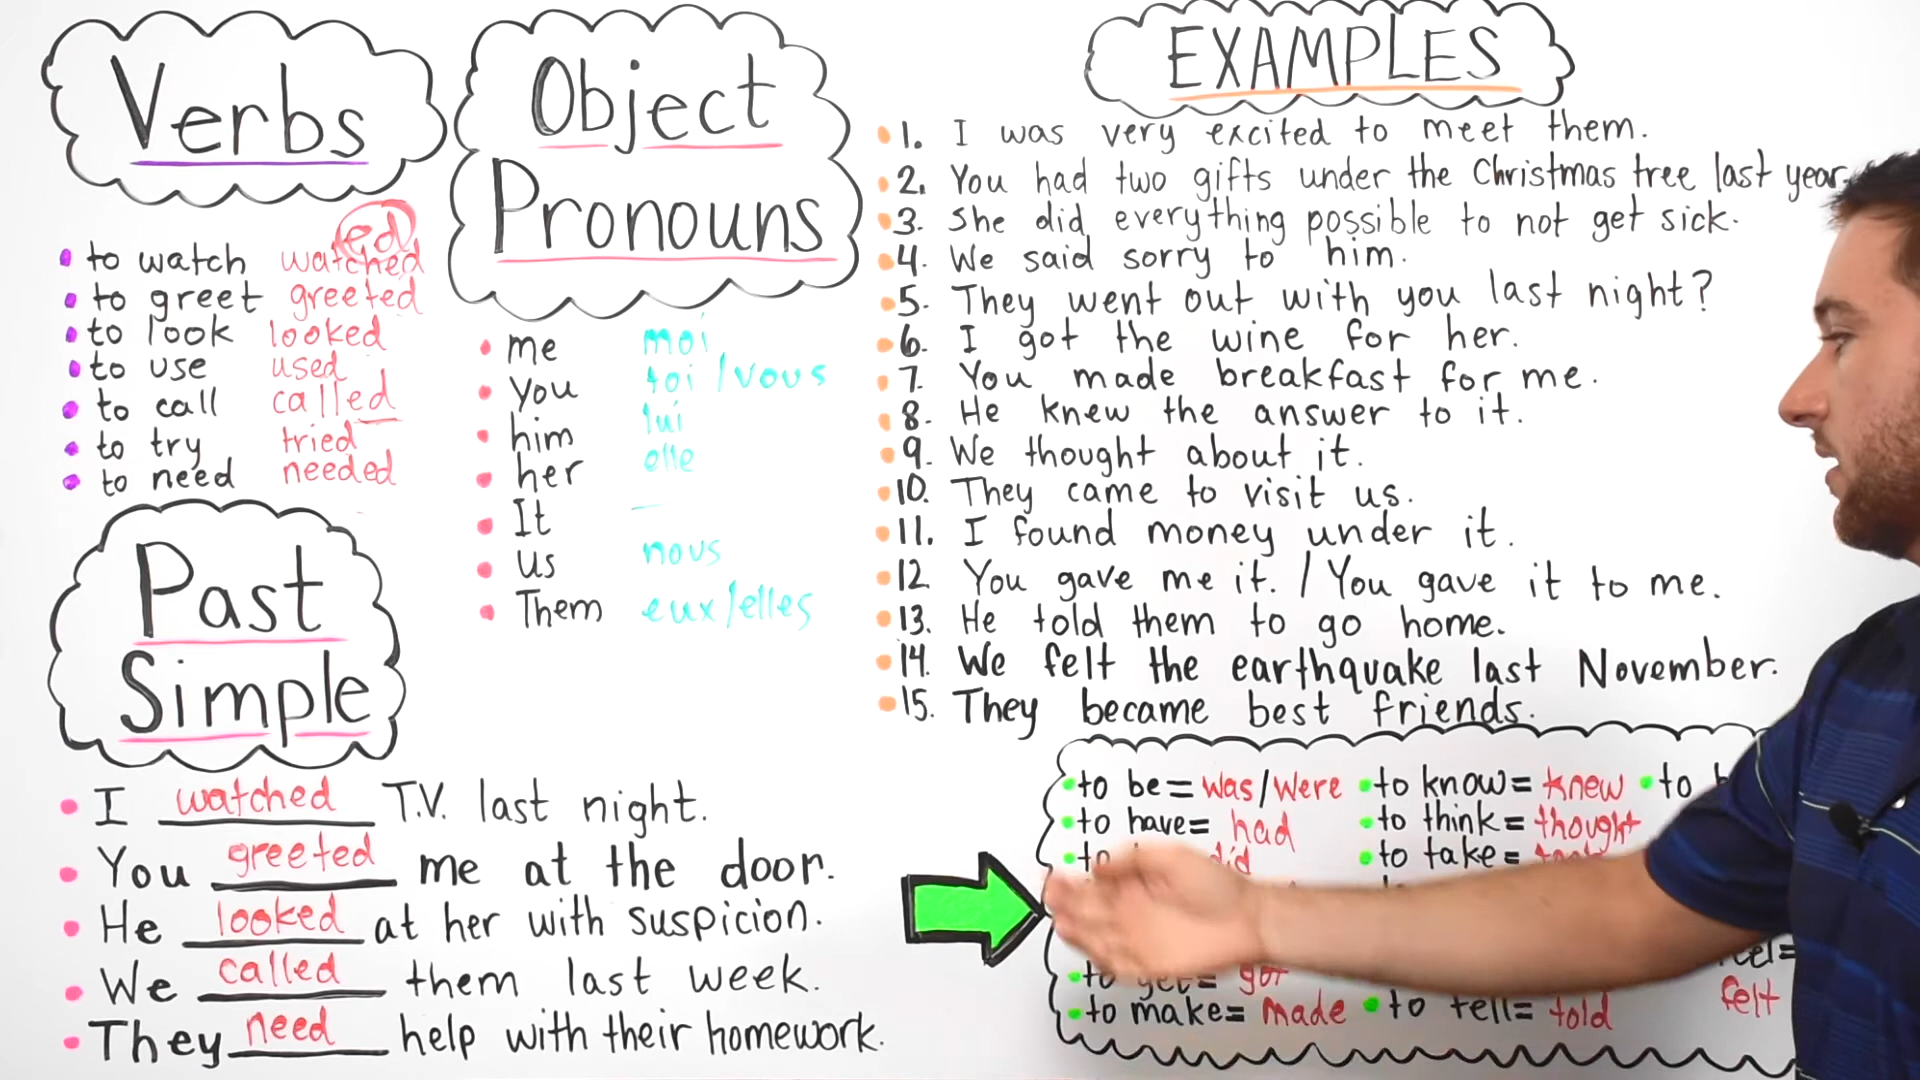 Verbs
ed
to watch watched
to greet greeted
to look looked
to use used
to call called
to try tried
to need needed
Object
Pronouns
me moi
you toi/vous
him lui
her elle
It —
us nous
Them eux/elles
Past
Simple
I watched T.V. last night.
You greeted me at the door.
He looked at her with suspicion.
We called them last week.
They need help with their homework.
EXAMPLES
1. I was very excited to meet them.
2. You had two gifts under the Christmas tree last year.
3. She did everything possible to not get sick.
4. We said sorry to him.
5. They went out with you last night?
6. I got the wine for her.
7. You made breakfast for me.
8. He knew the answer to it.
9. We thought about it.
10. They came to visit us.
11. I found money under it.
12 You gave me it. / You gave it to me.
13. He told them to go home.
14. We felt the earthquake last November.
15. They became best friends.
to be = was/were to know = knew to
to have = had to think = thought
to did to take =
to get = got
felt
to make = made to tell = told